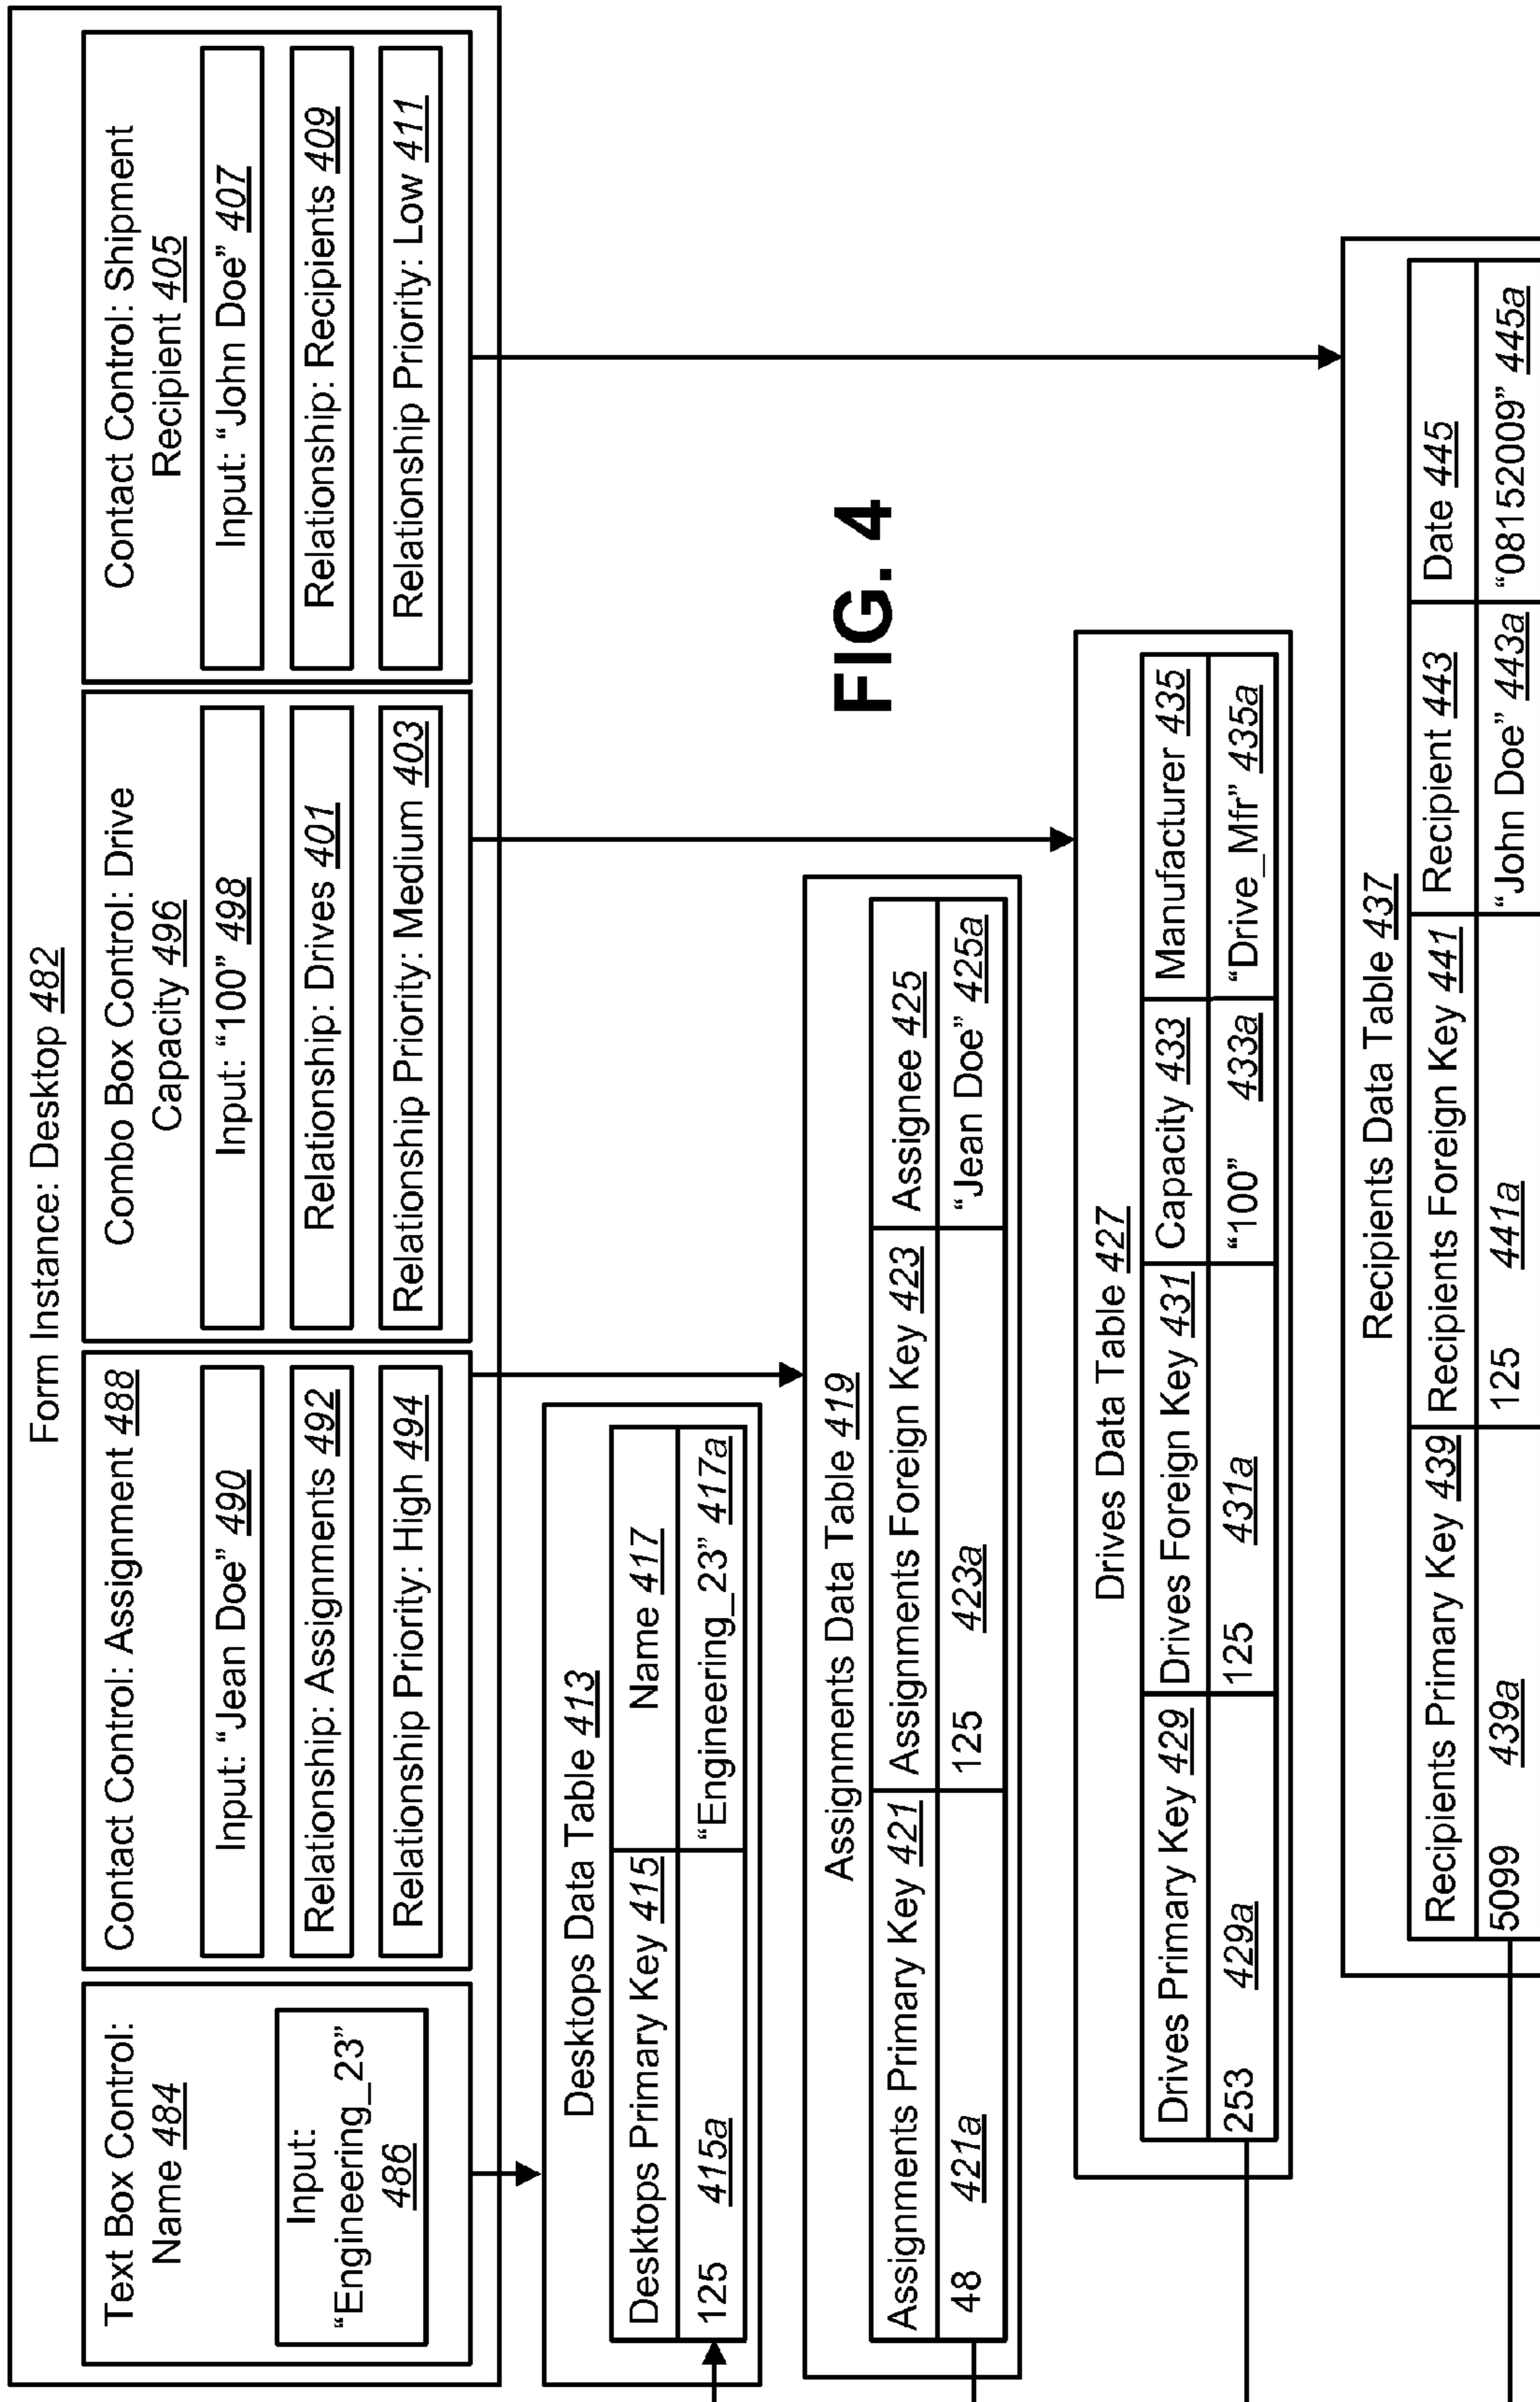 Form Instance: Desktop 482
Text Box Control:
Name 484
Input:
“Engineering_23”
486
Contact Control: Assignment 488
Input: “Jean Doe” 490
Relationship: Assignments 492
Relationship Priority: High 494
Combo Box Control: Drive
Capacity 496
Input: “100” 498
Relationship: Drives 401
Relationship Priority: Medium 403
Contact Control: Shipment
Recipient 405
Input: “John Doe” 407
Relationship: Recipients 409
Relationship Priority: Low 411
Desktops Data Table 413
Desktops Primary Key 415 Name 417
125 415a “Engineering_23” 417a
Assignments Data Table 419
Assignments Primary Key 421 Assignments Foreign Key 423 Assignee 425
48 421a 125 423a “Jean Doe” 425a
FIG. 4
Drives Data Table 427
Drives Primary Key 429 Drives Foreign Key 431 Capacity 433 Manufacturer 435
253 429a 125 431a “100” 433a “Drive_Mfr” 435a
Recipients Data Table 437
Recipients Primary Key 439 Recipients Foreign Key 441 Recipient 443 Date 445
5099 439a 125 441a “John Doe” 443a “08152009” 445a